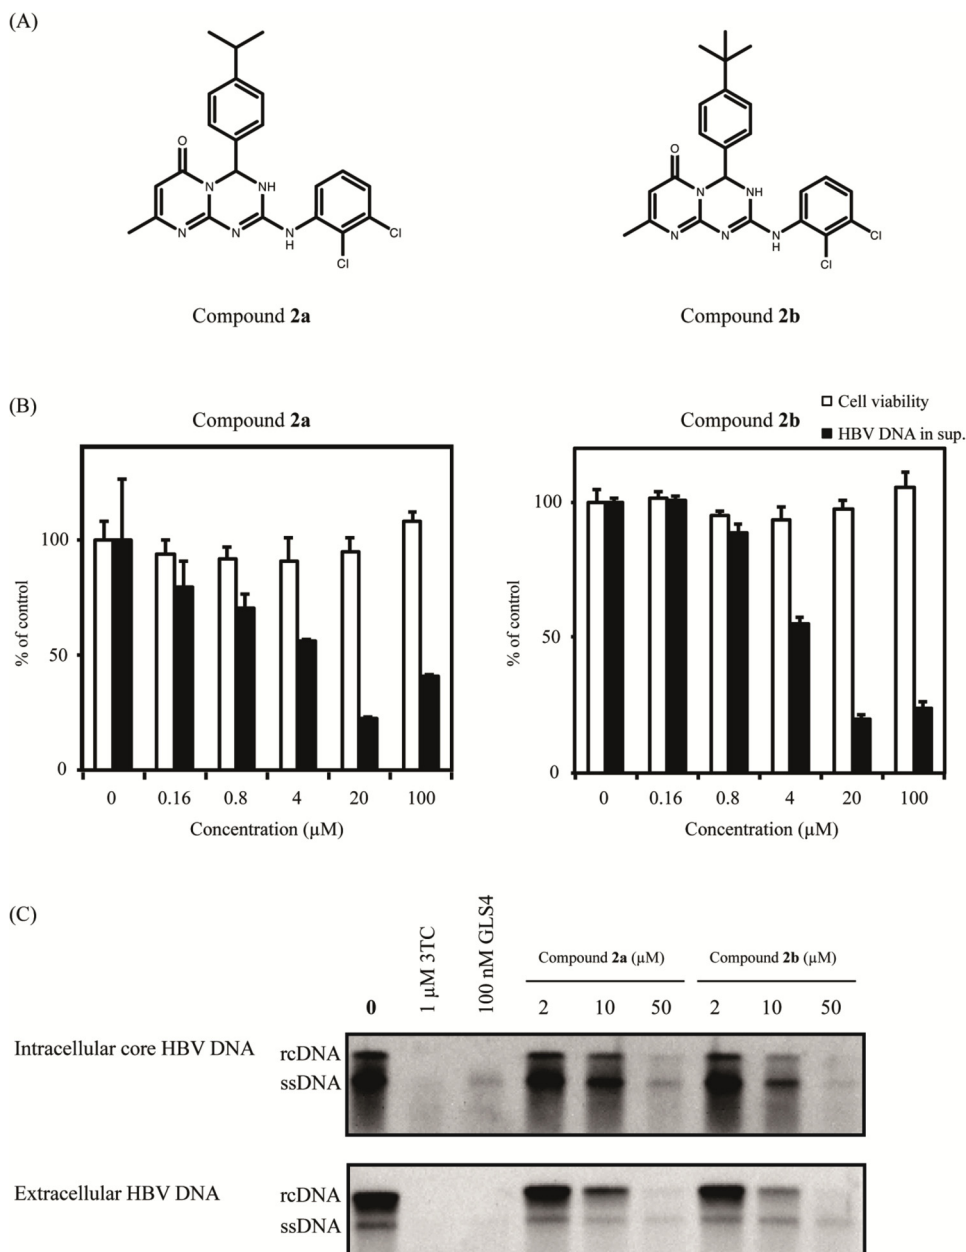 (A)
O
N
NH
N
N
N
H
Cl
Cl
Compound 2a
O
N
NH
N
N
N
H
Cl
Cl
Compound 2b
(B)
Compound 2a
% of control
100
50
0
0 0.16 0.8 4 20 100
Concentration (µM)
Compound 2b
Cell viability
HBV DNA in sup.
% of control
100
50
0
0 0.16 0.8 4 20 100
Concentration (µM)
(C)
0
1 µM 3TC
100 nM GLS4
Compound 2a (µM)
2 10 50
Compound 2b (µM)
2 10 50
Intracellular core HBV DNA
rcDNA
ssDNA
Extracellular HBV DNA
rcDNA
ssDNA